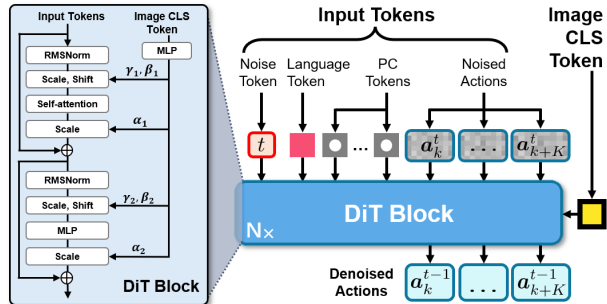 Input Tokens
Image CLS
Token
MLP
RMSNorm
Scale, Shift
γ₁, β₁
Self-attention
Scale
α₁
RMSNorm
Scale, Shift
γ₂, β₂
MLP
Scale
α₂
DiT Block
Input Tokens
Noise
Token
Language
Token
PC
Tokens
Noised
Actions
Image
CLS
Token
t
...
a_k^t
...
a_{k+K}^t
DiT Block
N×
Denoised
Actions
a_k^{t-1}
...
a_{k+K}^{t-1}